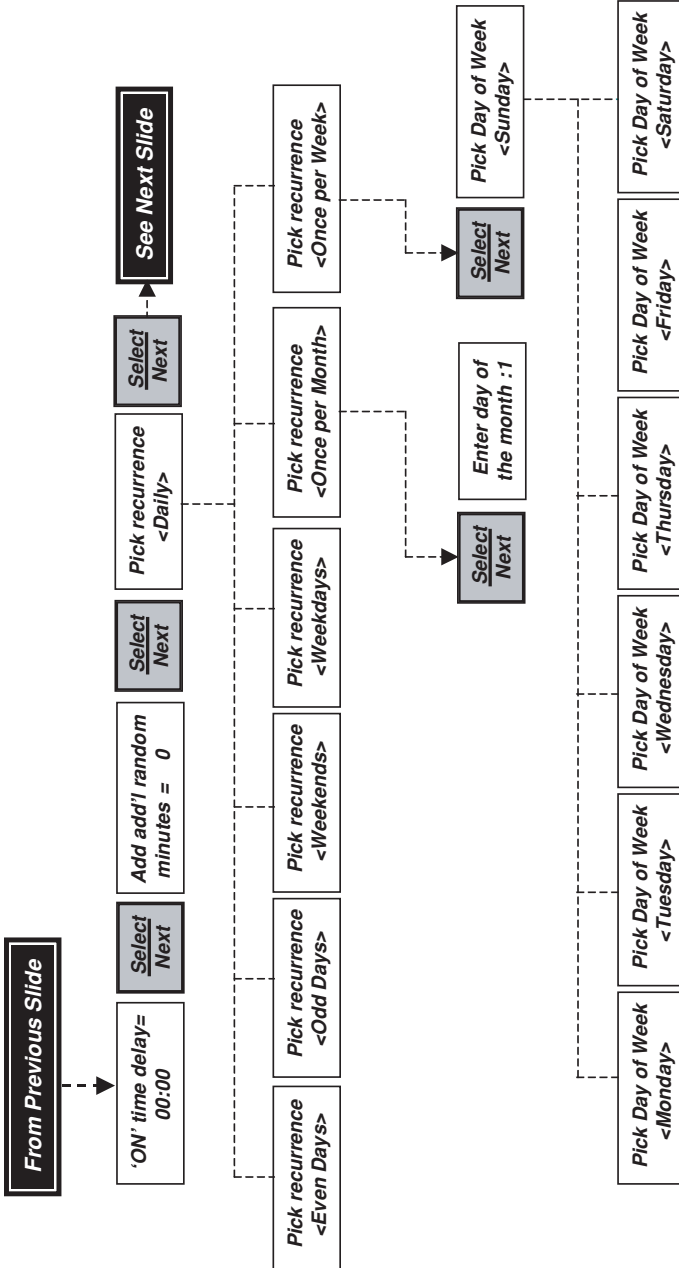 From Previous Slide
'ON' time delay=
00:00
Select
Next
Add add'l random
minutes = 0
Select
Next
Pick recurrence
<Daily>
Select
Next
See Next Slide
Pick recurrence
<Even Days>
Pick recurrence
<Odd Days>
Pick recurrence
<Weekends>
Pick recurrence
<Weekdays>
Pick recurrence
<Once per Month>
Pick recurrence
<Once per Week>
Select
Next
Enter day of
the month :1
Select
Next
Pick Day of Week
<Sunday>
Pick Day of Week
<Monday>
Pick Day of Week
<Tuesday>
Pick Day of Week
<Wednesday>
Pick Day of Week
<Thursday>
Pick Day of Week
<Friday>
Pick Day of Week
<Saturday>